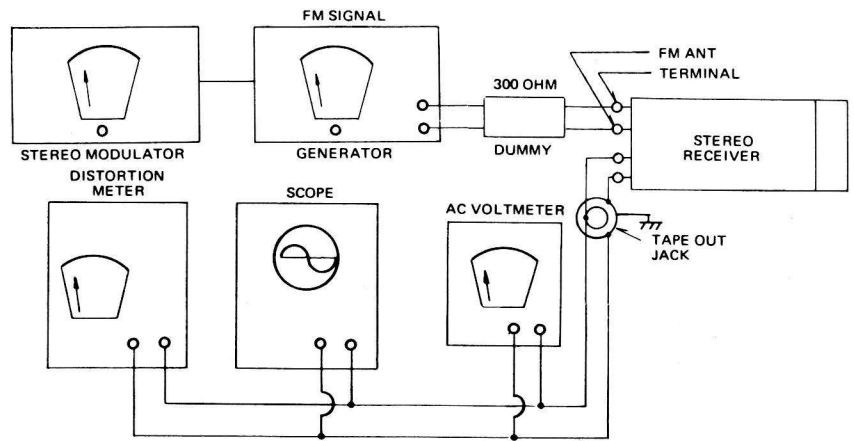 FM SIGNAL
GENERATOR
STEREO MODULATOR
300 OHM
DUMMY
FM ANT
TERMINAL
STEREO
RECEIVER
DISTORTION
METER
SCOPE
AC VOLTMETER
TAPE OUT
JACK